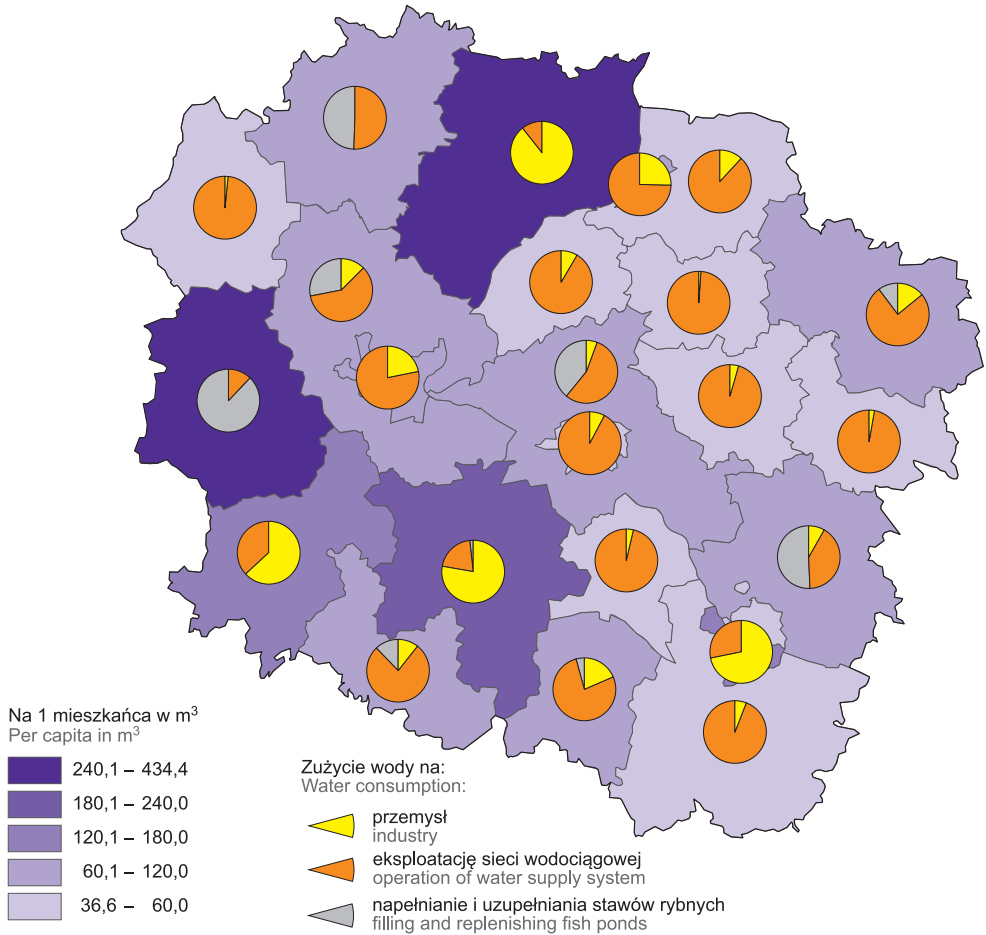 Na 1 mieszkańca w m³
Per capita in m³
240,1 – 434,4
180,1 – 240,0
120,1 – 180,0
60,1 – 120,0
36,6 – 60,0
Zużycie wody na:
Water consumption:
przemysł
industry
eksploatację sieci wodociągowej
operation of water supply system
napełnianie i uzupełniania stawów rybnych
filling and replenishing fish ponds